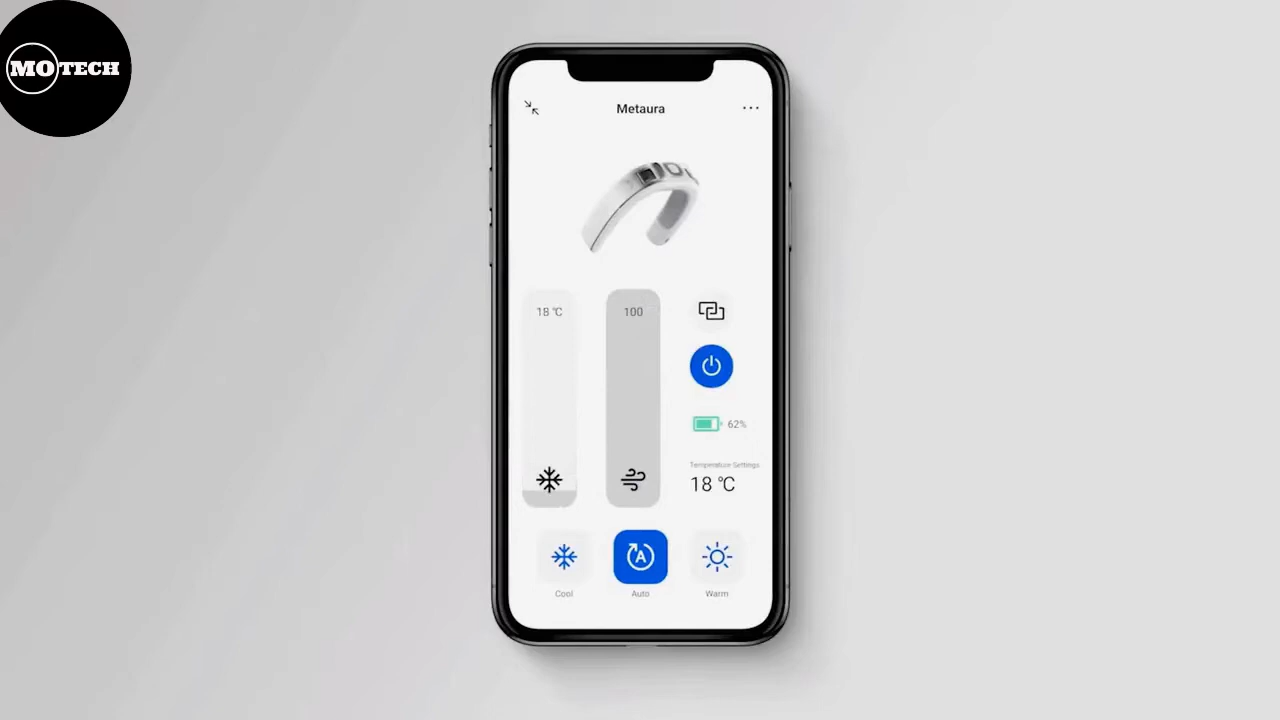 MOTECH
Metaura
18 ℃
100
62%
Temperature Settings
18 ℃
A
Cool
Auto
Warm